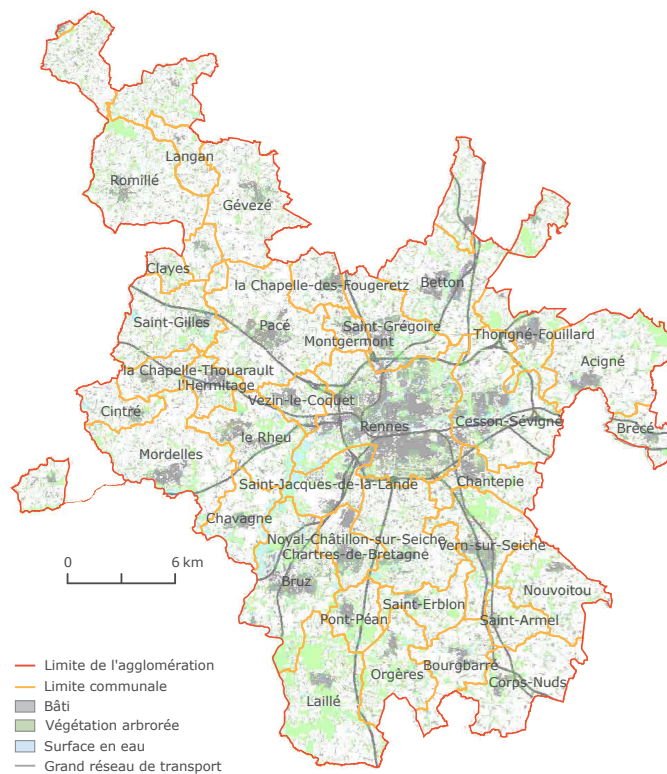 Langan
Romillé
Gévezé
Clayes
la Chapelle-des-Fougeretz
Betton
Saint-Gilles
Pacé
Saint-Grégoire
Montgermont
Thorigné-Fouillard
Acigné
la Chapelle-Thouarault
l'Hermitage
Cintré
Vezin-le-Coquet
Cesson-Sévigné
Rennes
Brécé
le Rheu
Mordelles
Saint-Jacques-de-la-Lande
Chantepie
Chavagne
Noyal-Châtillon-sur-Seiche
Vern-sur-Seiche
Chartres-de-Bretagne
0 6 km
Bruz
Nouvoitou
Saint-Erblon
Pont-Péan
Saint-Armel
Bourgbarré
Orgères
Corps-Nuds
Laillé
Limite de l'agglomération
Limite communale
Bâti
Végétation arbrorée
Surface en eau
Grand réseau de transport